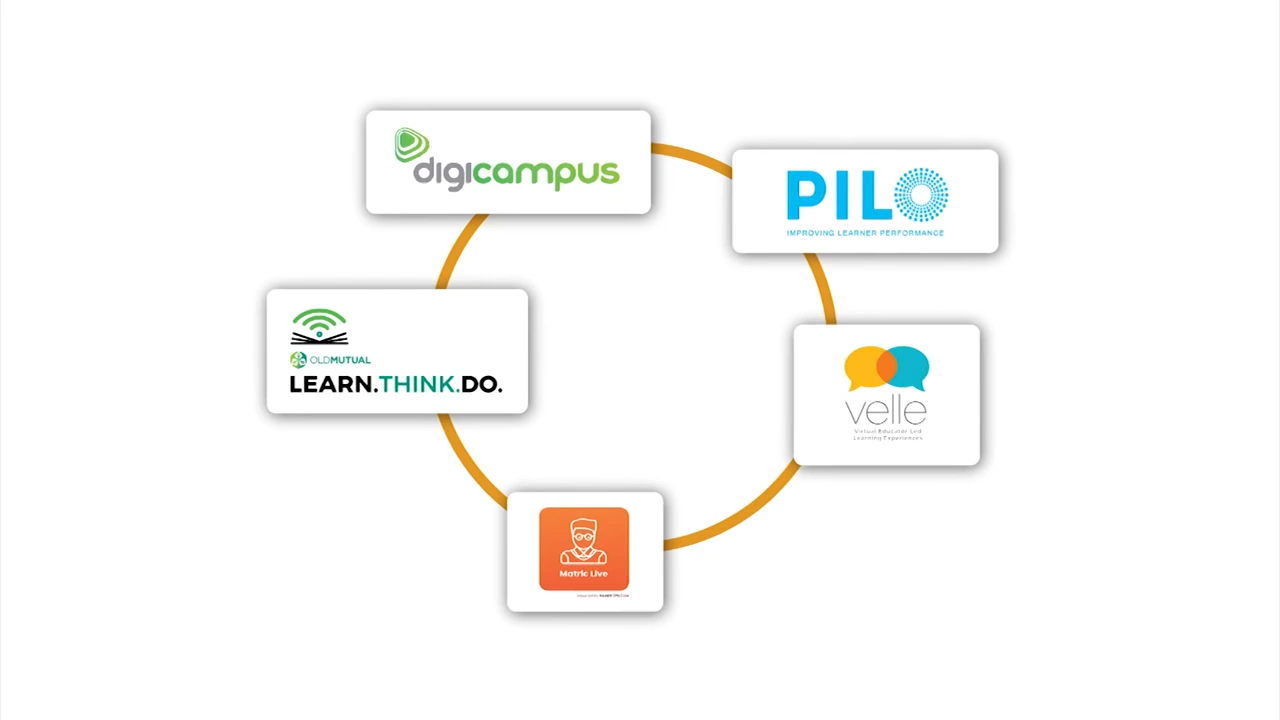 digicampus
PILO
IMPROVING LEARNER PERFORMANCE
OLDMUTUAL
LEARN.THINK.DO.
velle
Virtual Educator-Led
Learning Experiences
Matric Live